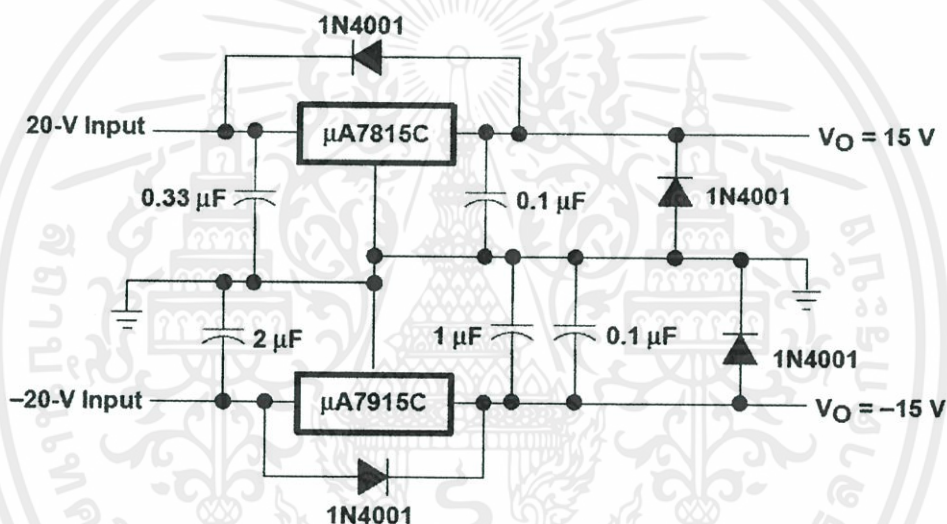 1N4001
20-V Input
μA7815C
VO = 15 V
0.33 μF
0.1 μF
1N4001
2 μF
1 μF
0.1 μF
1N4001
–20-V Input
μA7915C
VO = –15 V
1N4001